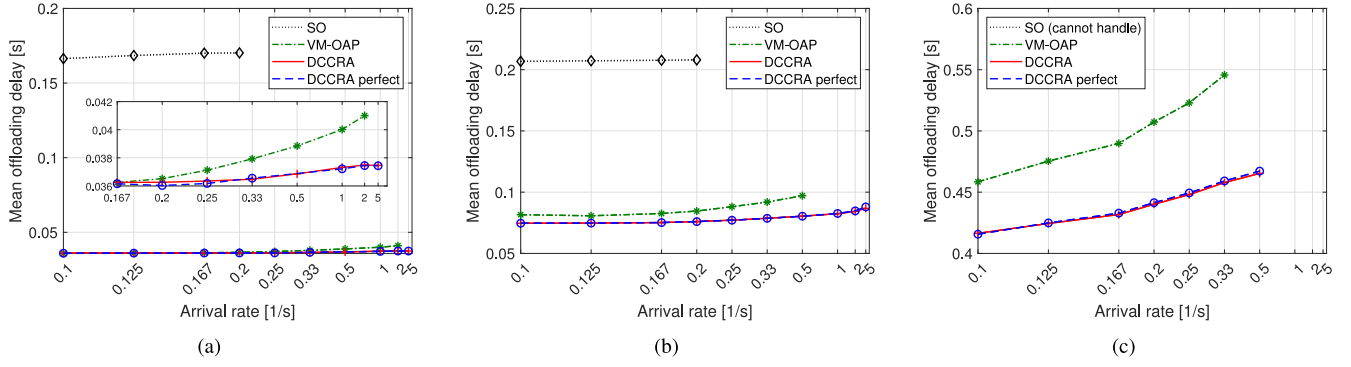 0.2
0.15
0.1
0.05
Mean offloading delay [s]
SO
VM-OAP
DCCRA
DCCRA perfect
0.042
0.04
0.038
0.036
0.167 0.2 0.25 0.33 0.5 1 2 5
0.1 0.125 0.167 0.2 0.25 0.33 0.5 1 2 5
Arrival rate [1/s]
(a)
0.25
0.2
0.15
0.1
0.05
Mean offloading delay [s]
SO
VM-OAP
DCCRA
DCCRA perfect
0.1 0.125 0.167 0.2 0.25 0.33 0.5 1 2 5
Arrival rate [1/s]
(b)
0.6
0.55
0.5
0.45
0.4
Mean offloading delay [s]
SO (cannot handle)
VM-OAP
DCCRA
DCCRA perfect
0.1 0.125 0.167 0.2 0.25 0.33 0.5 1 2 5
Arrival rate [1/s]
(c)